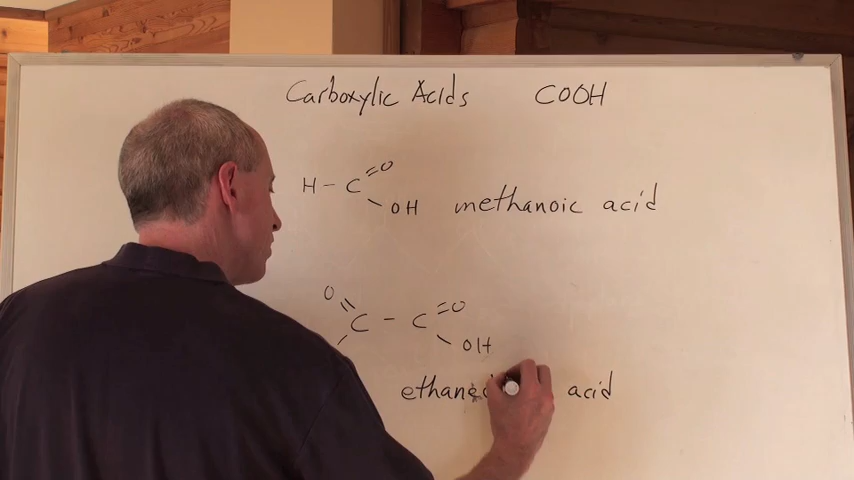 Carboxylic Acids COOH
O
H - C
OH methanoic acid
O O
C - C
OH
acid